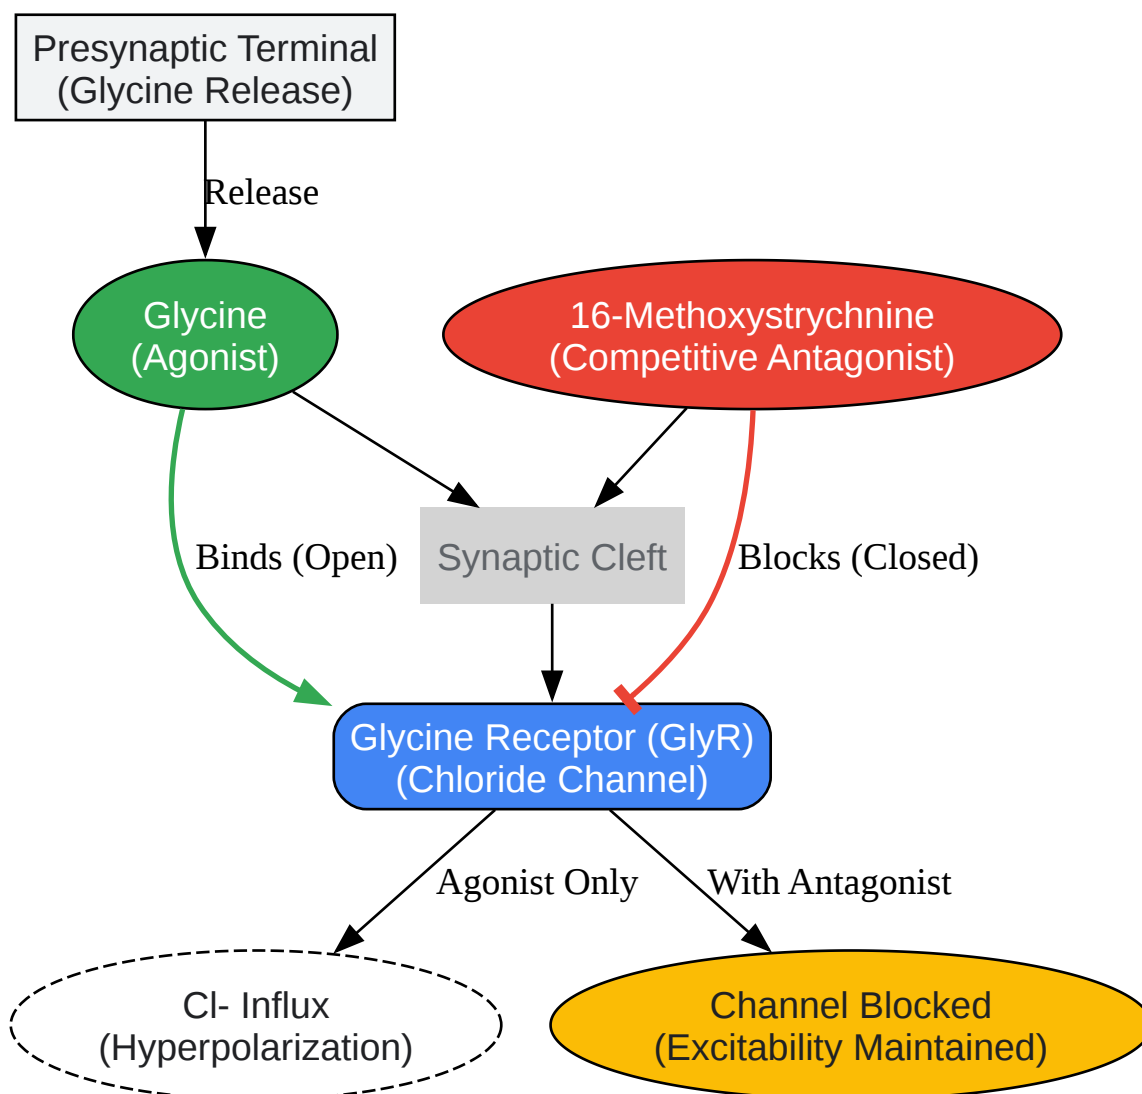 Presynaptic Terminal
(Glycine Release)
Release
Glycine
(Agonist)
16-Methoxystrychnine
(Competitive Antagonist)
Binds (Open)
Synaptic Cleft
Blocks (Closed)
Glycine Receptor (GlyR)
(Chloride Channel)
Agonist Only
With Antagonist
Cl- Influx
(Hyperpolarization)
Channel Blocked
(Excitability Maintained)